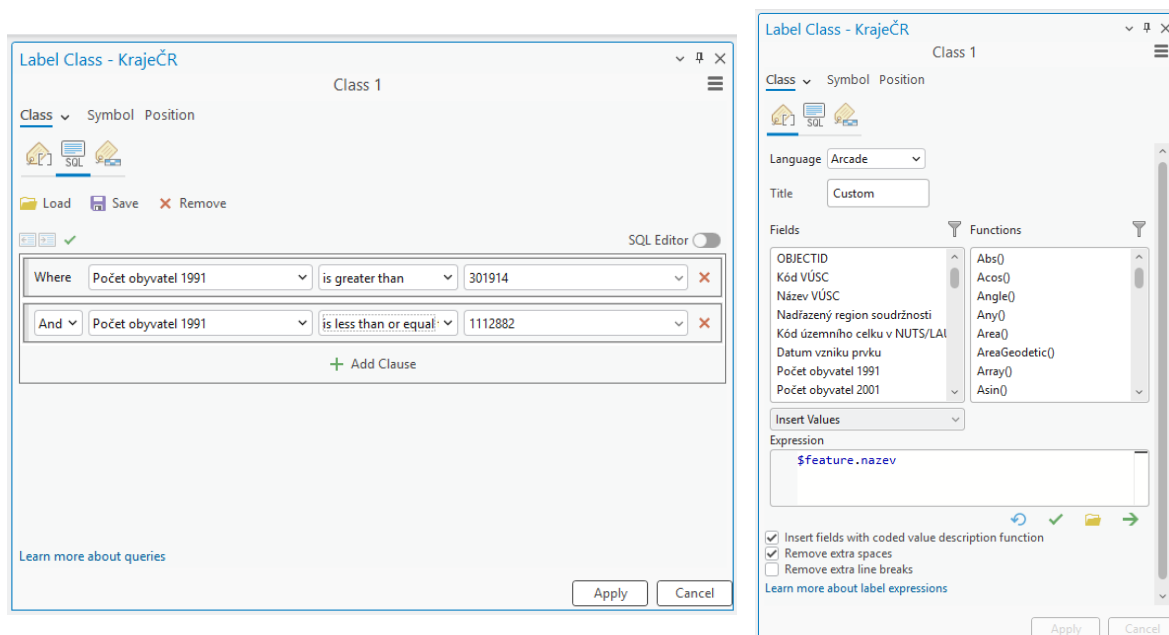 Label Class - KrajeČR
Class 1
Class Symbol Position
SQL
Load Save Remove
SQL Editor
Where Počet obyvatel 1991 is greater than 301914
And Počet obyvatel 1991 is less than or equal 1112882
Add Clause
Learn more about queries
Apply Cancel
Label Class - KrajeČR
Class 1
Class Symbol Position
SQL
Language Arcade
Title Custom
Fields Functions
OBJECTID Abs()
Kód VÚSC Acos()
Název VÚSC Angle()
Nadřazený region soudržnosti Any()
Kód územního celku v NUTS/LAU Area()
Datum vzniku prvku AreaGeodetic()
Počet obyvatel 1991 Array()
Počet obyvatel 2001 Asin()
Insert Values
Expression
$feature.nazev
Insert fields with coded value description function
Remove extra spaces
Remove extra line breaks
Learn more about label expressions
Apply Cancel